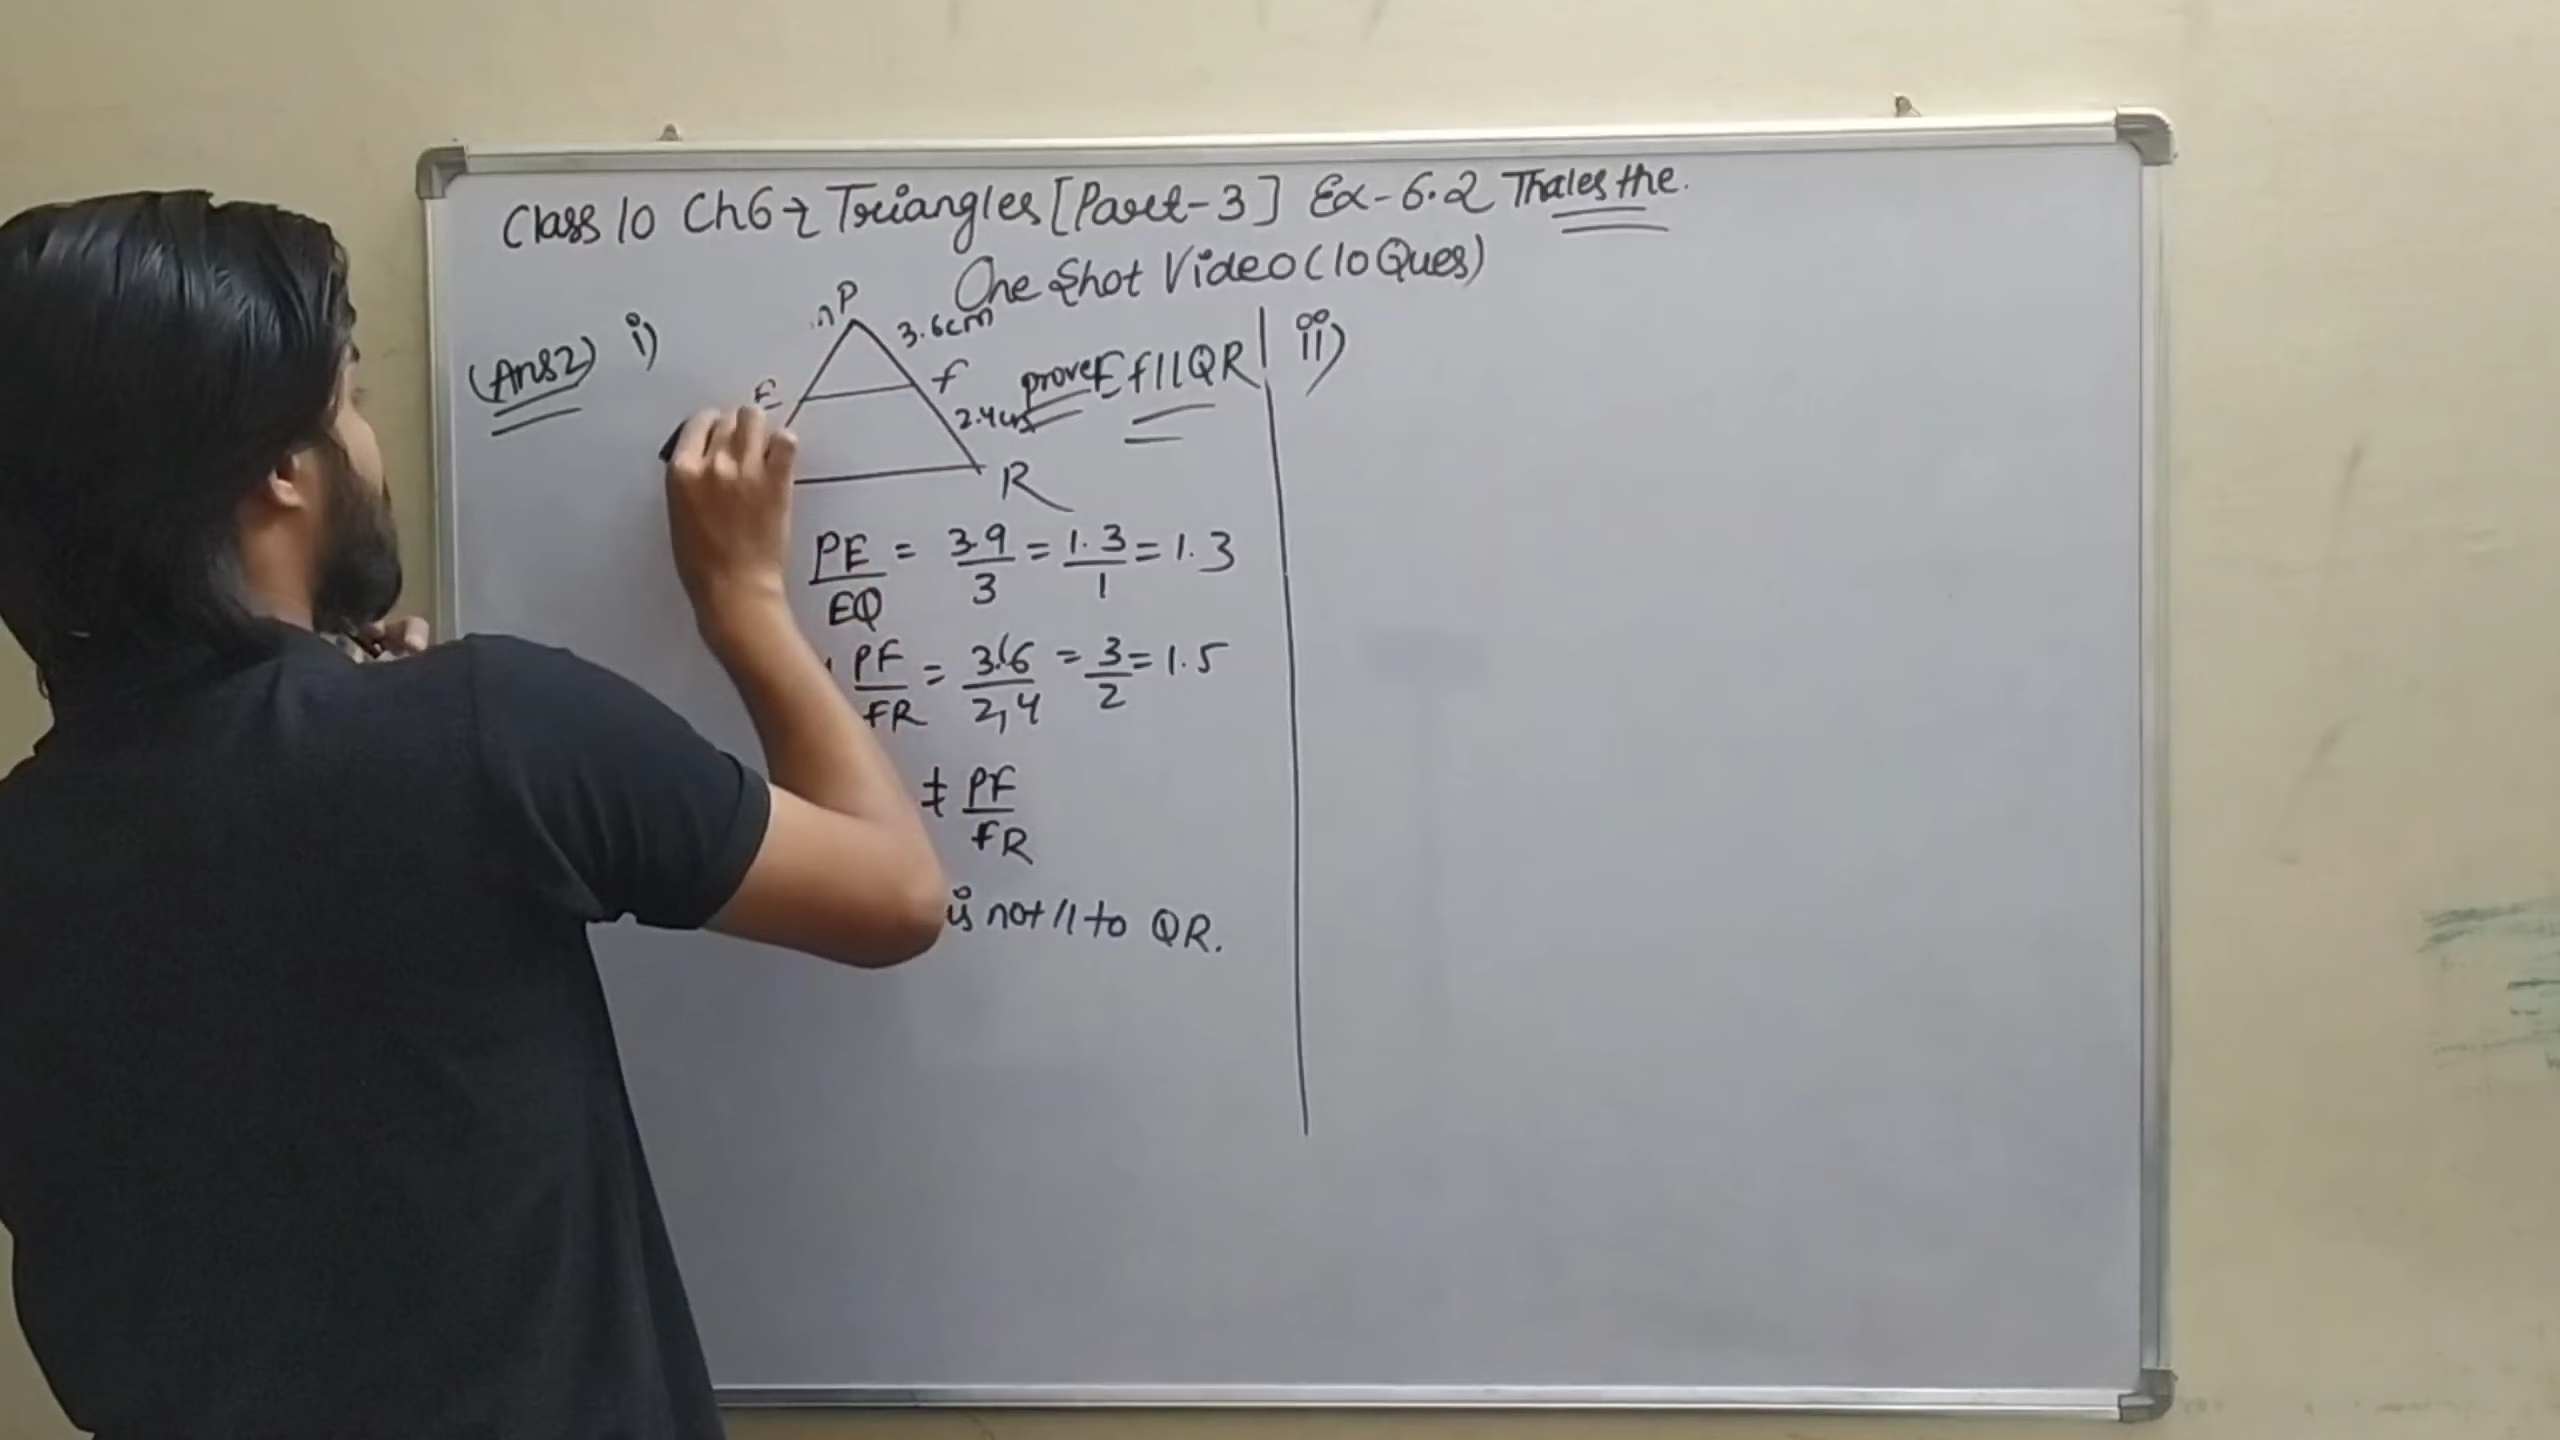 Class 10 Ch6 → Triangles [Part-3] Ex-6.2 Thales the.
One Shot Video (10 Ques)
(Ans2) i)
P
3.6cm
E
f
2.4cm
R
prove Ef||QR
ii)
PE/EQ = 3.9/3 = 1.3/1 = 1.3
PF/fR = 3.6/2.4 = 3/2 = 1.5
≠ PF/fR
is not || to QR.